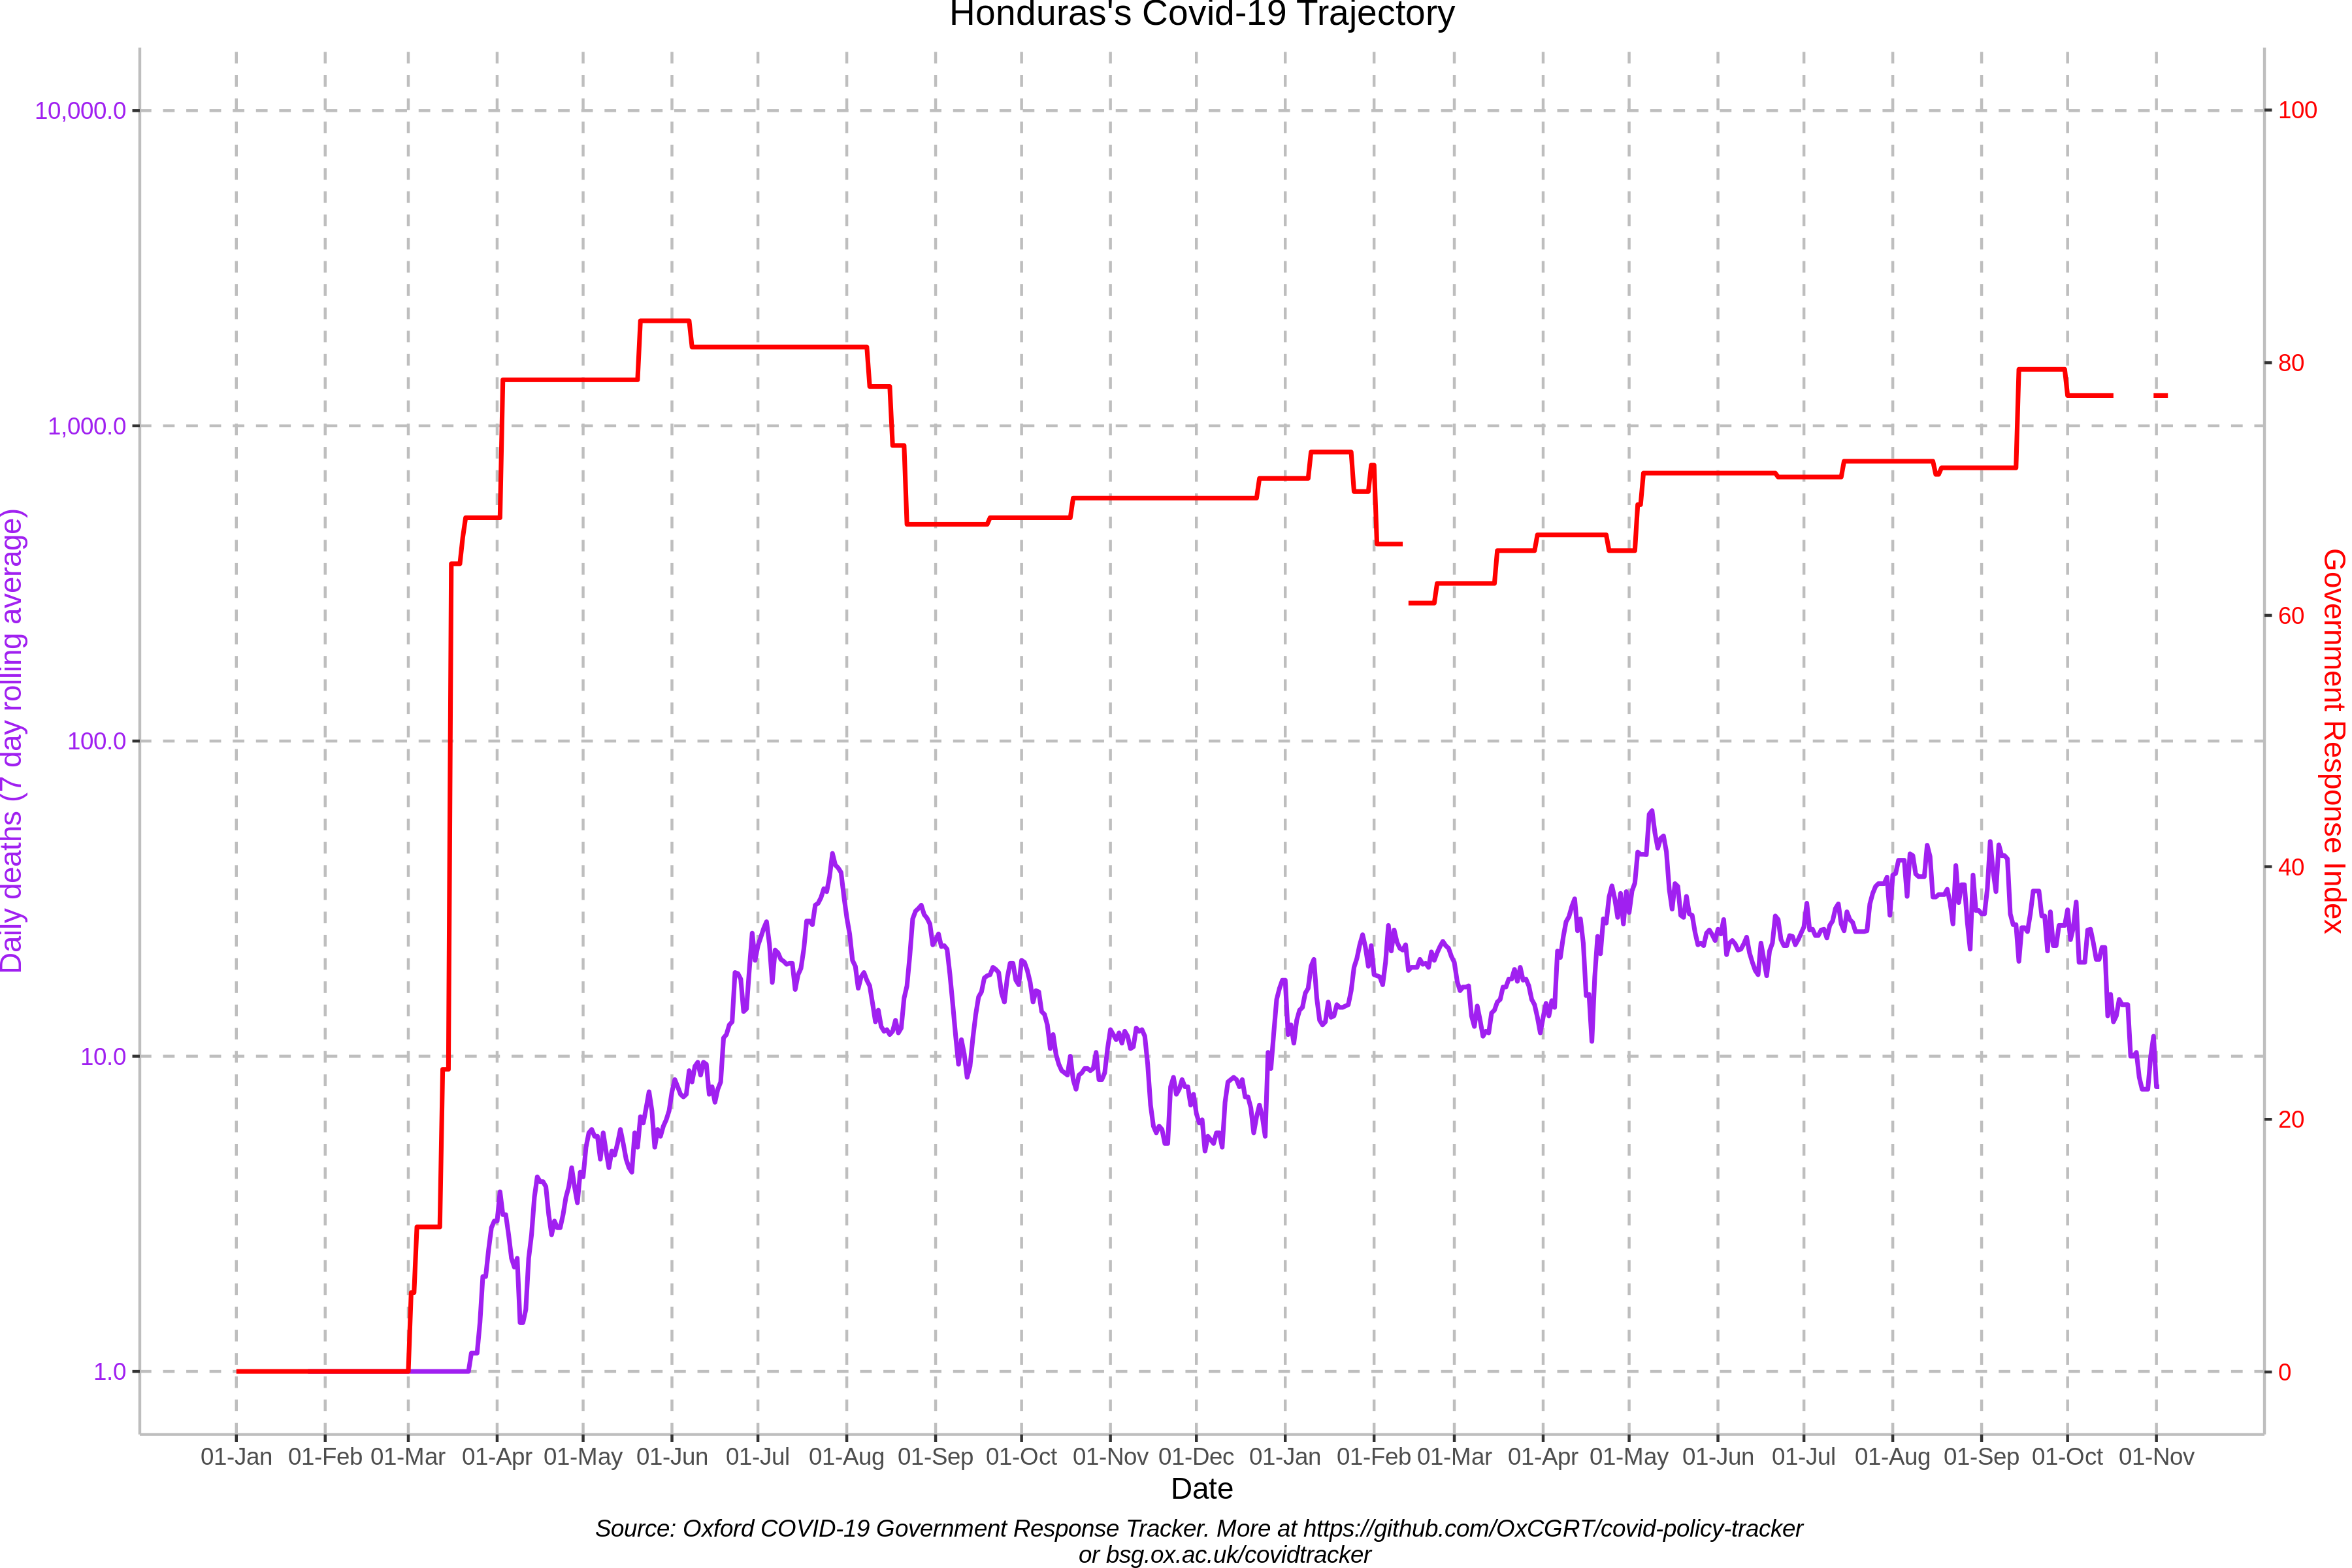 Honduras's Covid-19 Trajectory
10,000.0
1,000.0
100.0
10.0
1.0
Daily deaths (7 day rolling average)
100
80
60
40
20
0
Government Response Index
01-Jan 01-Feb 01-Mar 01-Apr 01-May 01-Jun 01-Jul 01-Aug 01-Sep 01-Oct 01-Nov 01-Dec 01-Jan 01-Feb 01-Mar 01-Apr 01-May 01-Jun 01-Jul 01-Aug 01-Sep 01-Oct 01-Nov
Date
Source: Oxford COVID-19 Government Response Tracker. More at https://github.com/OxCGRT/covid-policy-tracker
or bsg.ox.ac.uk/covidtracker